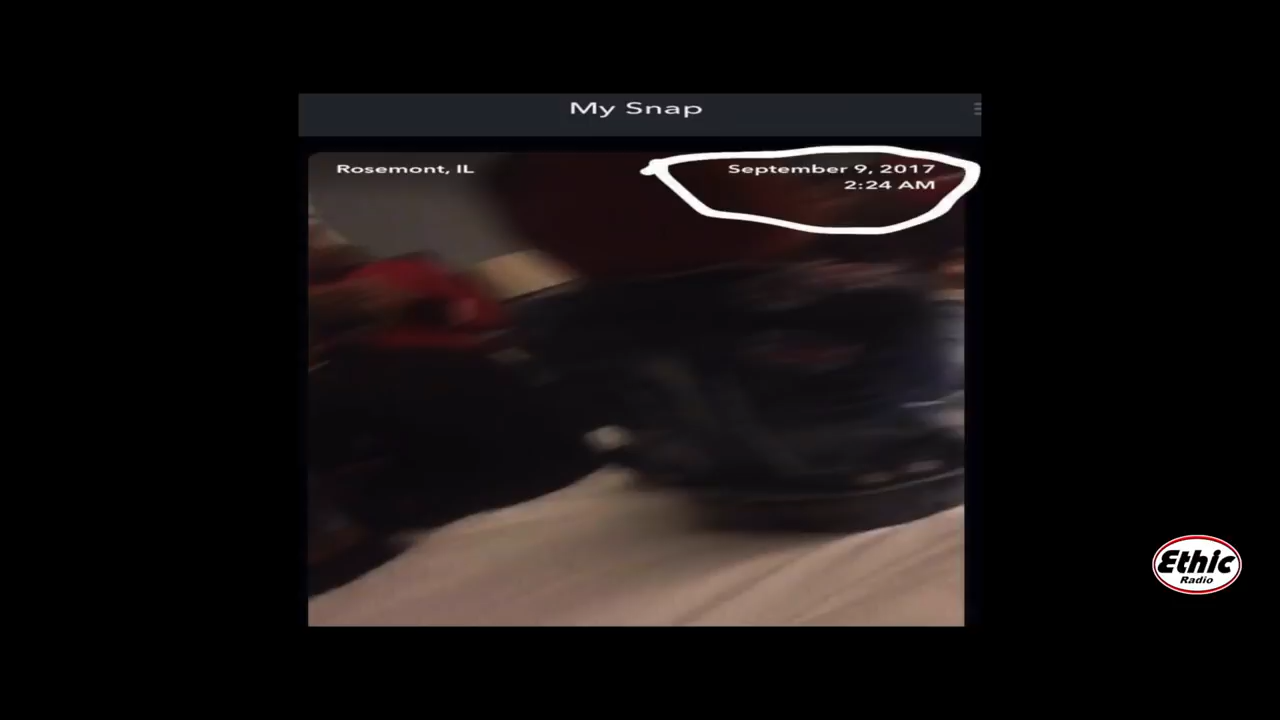 My Snap
Rosemont, IL
September 9, 2017
2:24 AM
Ethic
Radio